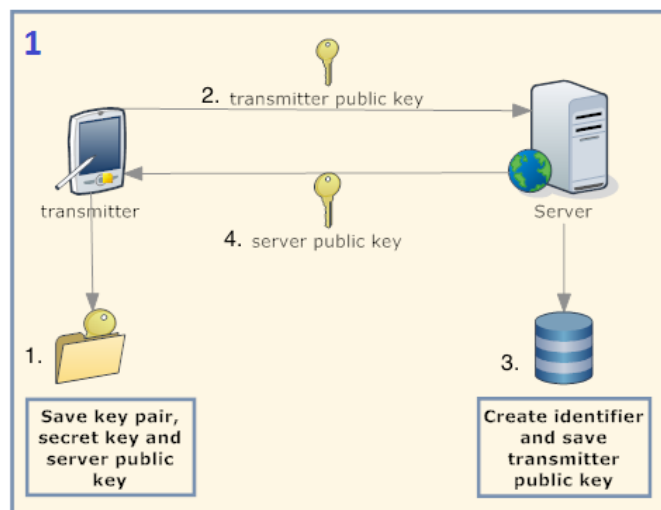 1
2. transmitter public key
transmitter
Server
4. server public key
1.
3.
Save key pair,
secret key and
server public
key
Create identifier
and save
transmitter
public key